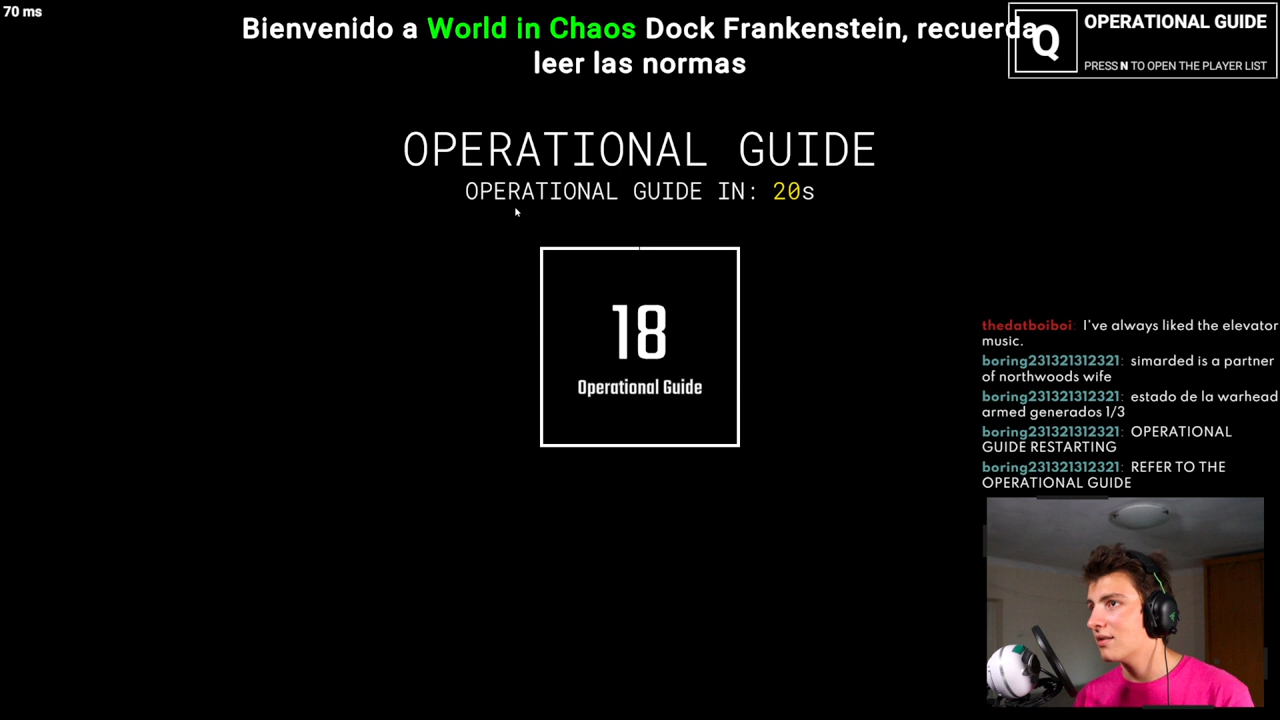 70 ms
Bienvenido a World in Chaos Dock Frankenstein, recuerda
leer las normas
Q
OPERATIONAL GUIDE
PRESS N TO OPEN THE PLAYER LIST
OPERATIONAL GUIDE
OPERATIONAL GUIDE IN: 20s
18
Operational Guide
thedatboiboi: I've always liked the elevator
music.
boring231321312321: simarded is a partner
of northwoods wife
boring231321312321: estado de la warhead
armed generados 1/3
boring231321312321: OPERATIONAL
GUIDE RESTARTING
boring231321312321: REFER TO THE
OPERATIONAL GUIDE